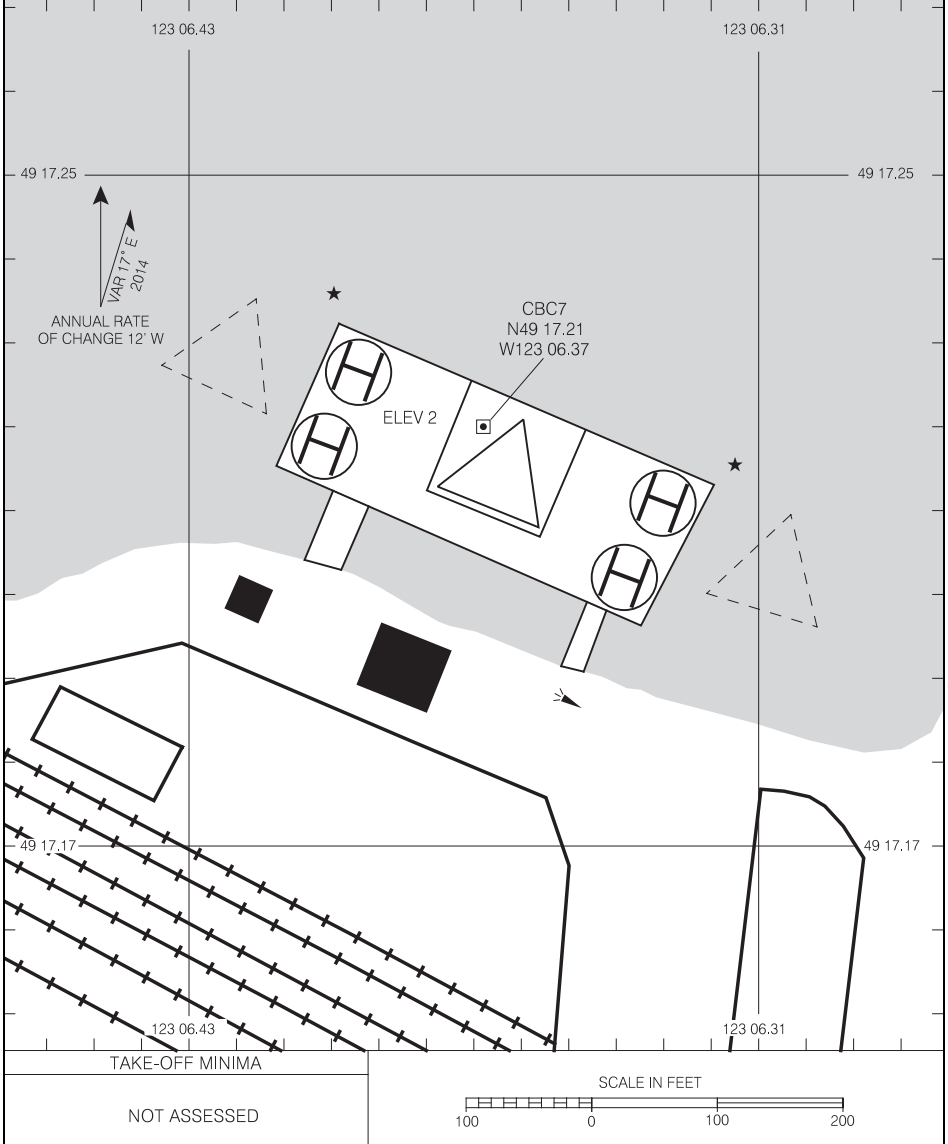 123 06.43
123 06.31
49 17.25
49 17.25
VAR 17° E
2014
ANNUAL RATE
OF CHANGE 12' W
CBC7
N49 17.21
W123 06.37
H
ELEV 2
H
H
H
49 17.17
49 17.17
123 06.43
123 06.31
TAKE-OFF MINIMA
NOT ASSESSED
SCALE IN FEET
100 0 100 200